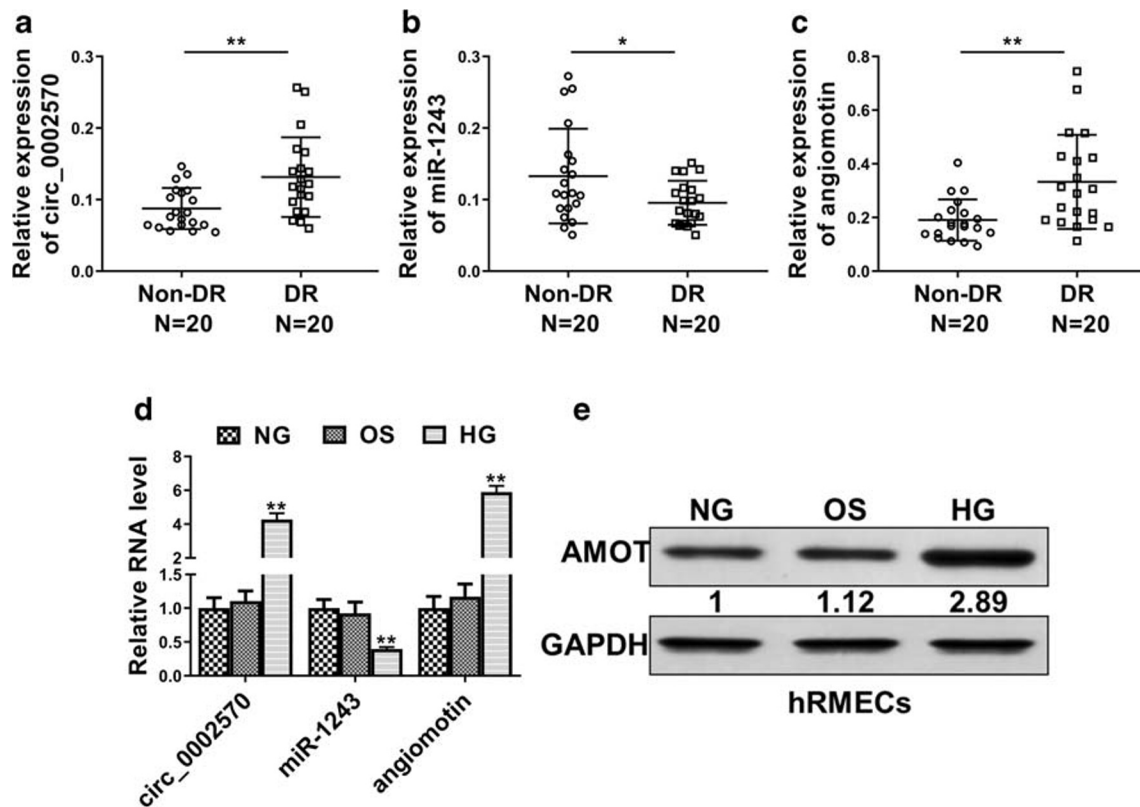 a
**
Relative expression
of circ_0002570
0.3
0.2
0.1
0.0
Non-DR
N=20
DR
N=20
b
*
Relative expression
of miR-1243
0.3
0.2
0.1
0.0
Non-DR
N=20
DR
N=20
c
**
Relative expression
of angiomotin
0.8
0.6
0.4
0.2
0.0
Non-DR
N=20
DR
N=20
d
NG OS HG
Relative RNA level
8
6
4
2
1.5
1.0
0.5
0.0
**
**
**
circ_0002570
miR-1243
angiomotin
e
NG OS HG
AMOT
1 1.12 2.89
GAPDH
hRMECs